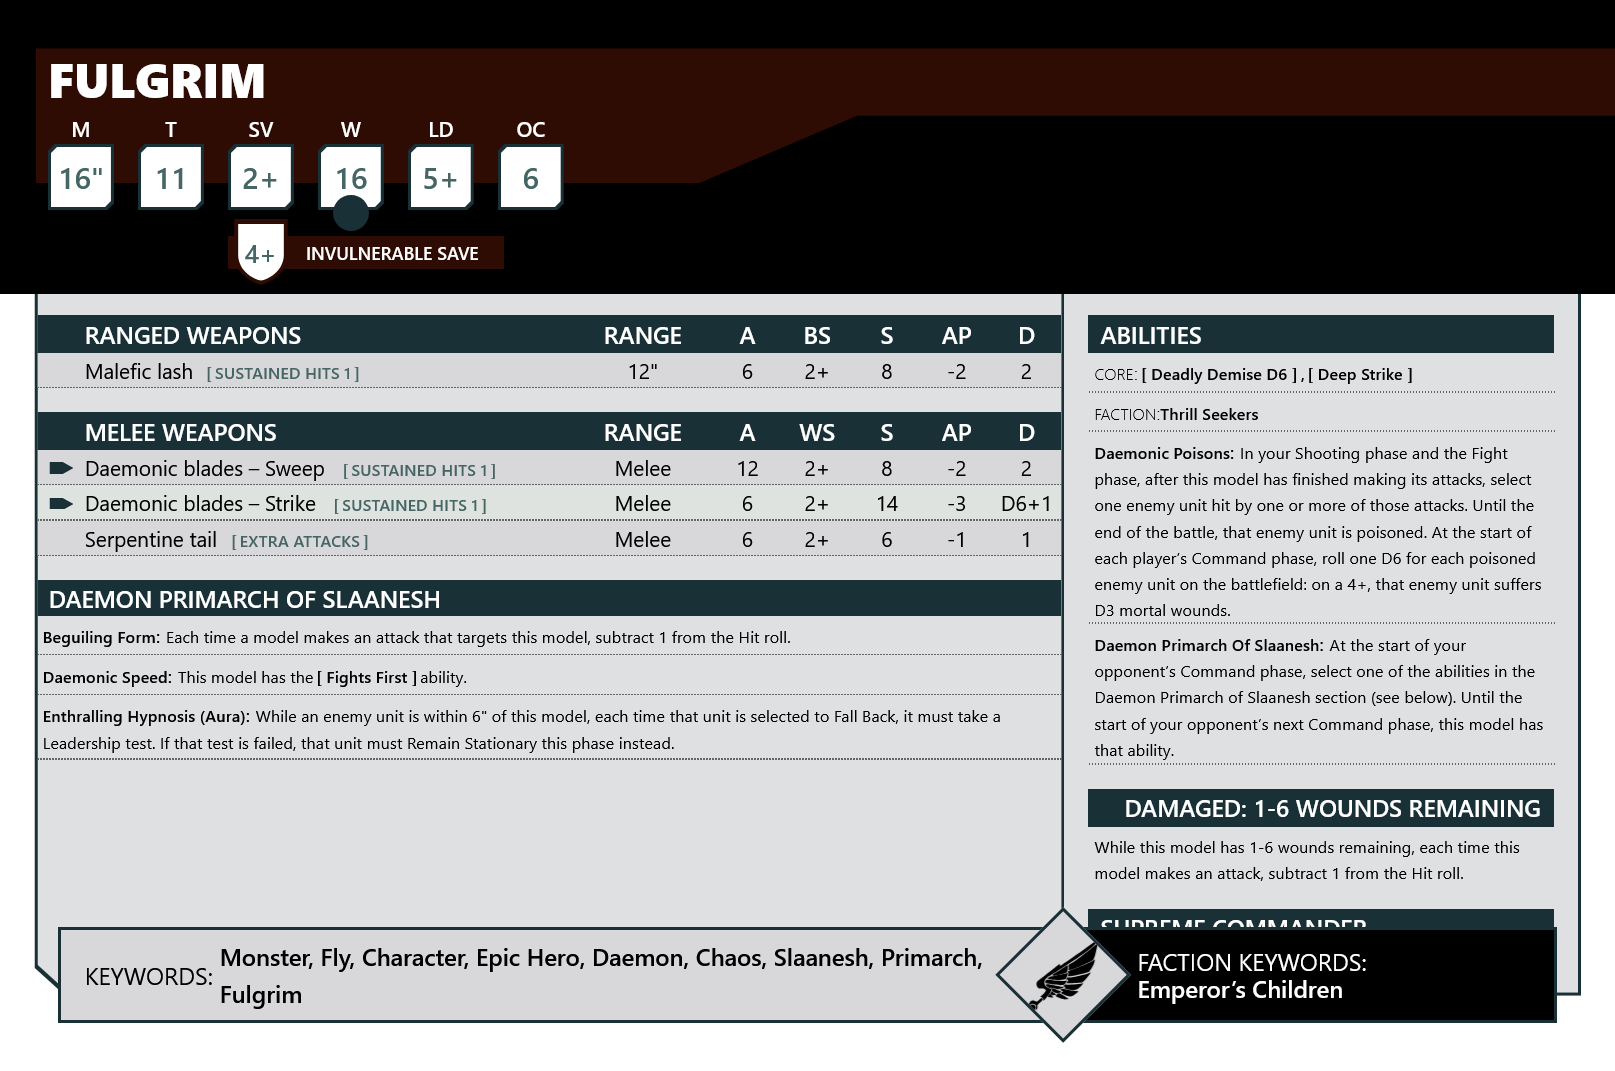 FULGRIM
M T SV W LD OC
16" 11 2+ 16 5+ 6
4+ INVULNERABLE SAVE
RANGED WEAPONS RANGE A BS S AP D
Malefic lash [ SUSTAINED HITS 1 ] 12" 6 2+ 8 -2 2
MELEE WEAPONS RANGE A WS S AP D
Daemonic blades – Sweep [ SUSTAINED HITS 1 ] Melee 12 2+ 8 -2 2
Daemonic blades – Strike [ SUSTAINED HITS 1 ] Melee 6 2+ 14 -3 D6+1
Serpentine tail [ EXTRA ATTACKS ] Melee 6 2+ 6 -1 1
DAEMON PRIMARCH OF SLAANESH
Beguiling Form: Each time a model makes an attack that targets this model, subtract 1 from the Hit roll.
Daemonic Speed: This model has the [ Fights First ] ability.
Enthralling Hypnosis (Aura): While an enemy unit is within 6" of this model, each time that unit is selected to Fall Back, it must take a
Leadership test. If that test is failed, that unit must Remain Stationary this phase instead.
ABILITIES
CORE: [ Deadly Demise D6 ] , [ Deep Strike ]
FACTION:Thrill Seekers
Daemonic Poisons: In your Shooting phase and the Fight
phase, after this model has finished making its attacks, select
one enemy unit hit by one or more of those attacks. Until the
end of the battle, that enemy unit is poisoned. At the start of
each player’s Command phase, roll one D6 for each poisoned
enemy unit on the battlefield: on a 4+, that enemy unit suffers
D3 mortal wounds.
Daemon Primarch Of Slaanesh: At the start of your
opponent’s Command phase, select one of the abilities in the
Daemon Primarch of Slaanesh section (see below). Until the
start of your opponent’s next Command phase, this model has
that ability.
DAMAGED: 1-6 WOUNDS REMAINING
While this model has 1-6 wounds remaining, each time this
model makes an attack, subtract 1 from the Hit roll.
SUPREME COMMANDER
KEYWORDS: Monster, Fly, Character, Epic Hero, Daemon, Chaos, Slaanesh, Primarch,
Fulgrim
FACTION KEYWORDS:
Emperor’s Children